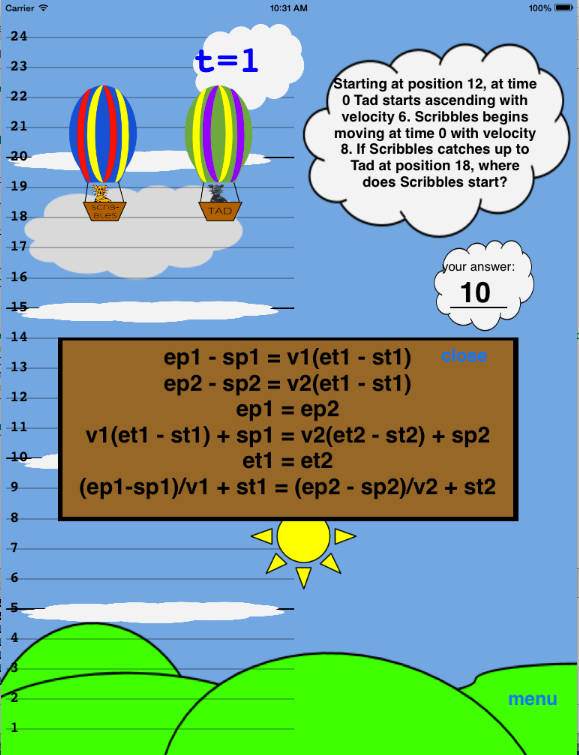 Carrier
10:31 AM
100%
24
23
22
21
20
19
18
17
16
15
14
13
12
11
10
9
8
7
6
5
4
3
2
1
t=1
SCRIB-
BLES
TAD
Starting at position 12, at time
0 Tad starts ascending with
velocity 6. Scribbles begins
moving at time 0 with velocity
8. If Scribbles catches up to
Tad at position 18, where
does Scribbles start?
your answer:
10
close
ep1 - sp1 = v1(et1 - st1)
ep2 - sp2 = v2(et1 - st1)
ep1 = ep2
v1(et1 - st1) + sp1 = v2(et2 - st2) + sp2
et1 = et2
(ep1-sp1)/v1 + st1 = (ep2 - sp2)/v2 + st2
menu